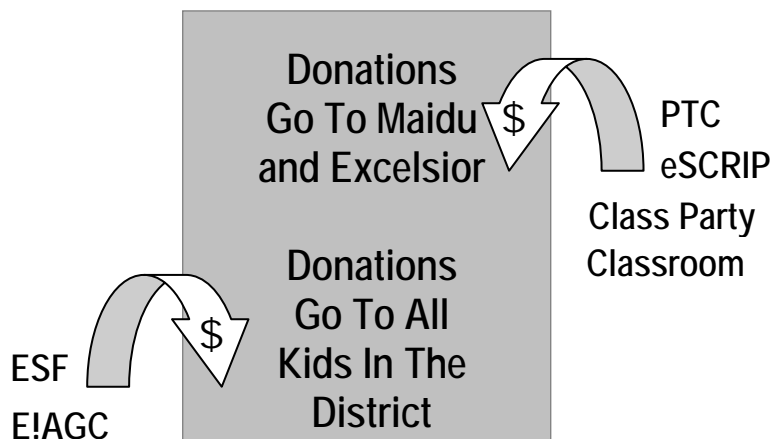 Donations
Go To Maidu
and Excelsior
$
PTC
eSCRIP
Class Party
Classroom
Donations
Go To All
Kids In The
District
$
ESF
E!AGC